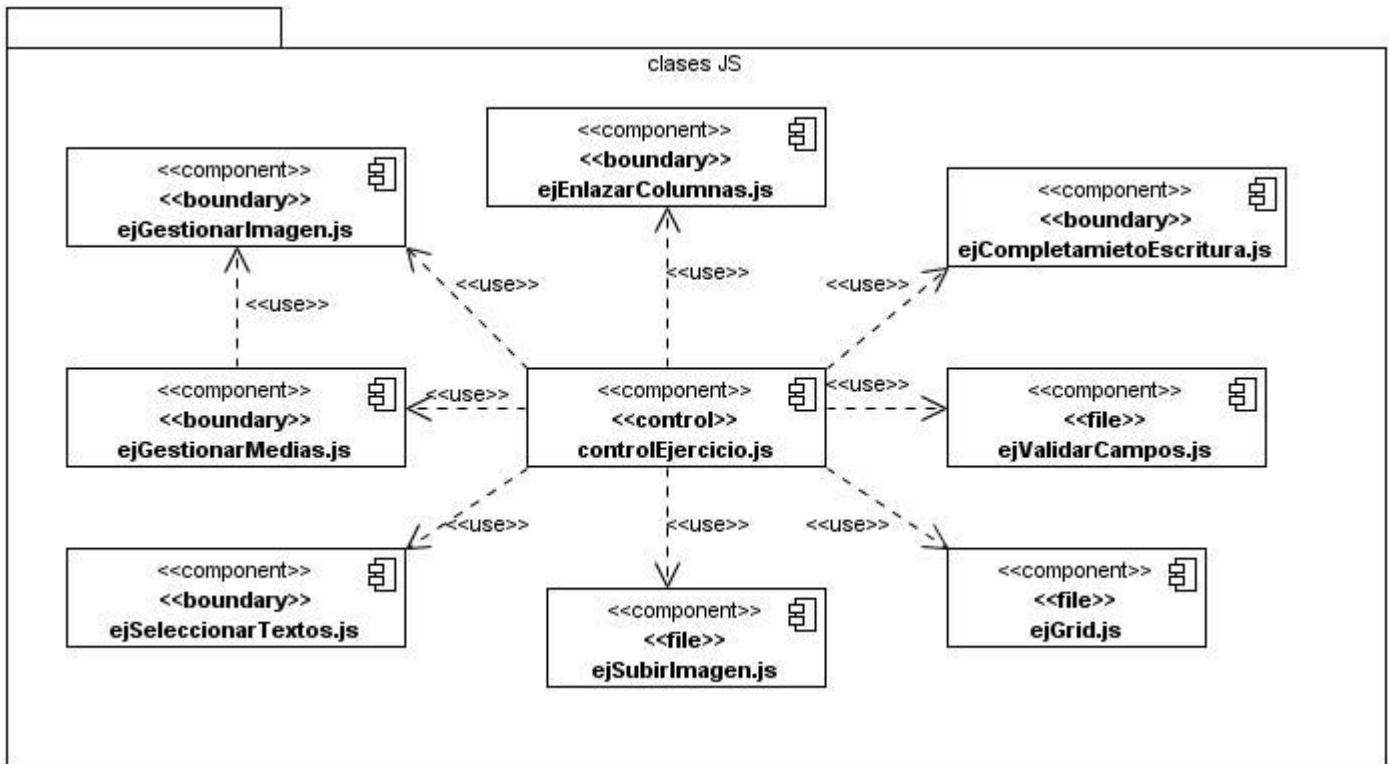 clases JS
<<component>>
<<boundary>>
ejEnlazarColumnas.js
<<component>>
<<boundary>>
ejGestionarImagen.js
<<component>>
<<boundary>>
ejCompletamietoEscritura.js
<<use>>
<<use>>
<<use>>
<<use>>
<<component>>
<<boundary>>
ejGestionarMedias.js
<<use>>
<<component>>
<<control>>
controlEjercicio.js
<<use>>
<<component>>
<<file>>
ejValidarCampos.js
<<use>>
<<use>>
<<use>>
<<component>>
<<boundary>>
ejSeleccionarTextos.js
<<component>>
<<file>>
ejSubirImagen.js
<<component>>
<<file>>
ejGrid.js